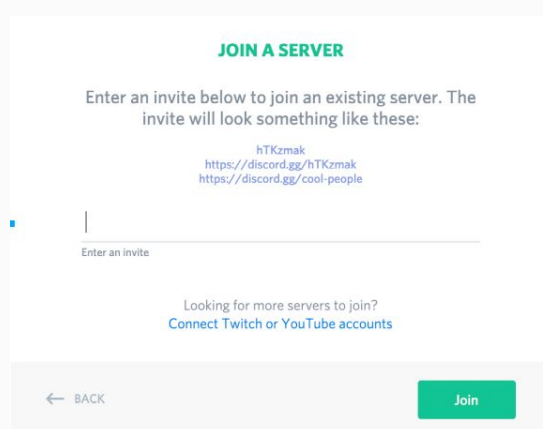 JOIN A SERVER
Enter an invite below to join an existing server. The
invite will look something like these:
hTKzmak
https://discord.gg/hTKzmak
https://discord.gg/cool-people
Enter an invite
Looking for more servers to join?
Connect Twitch or YouTube accounts
BACK
Join